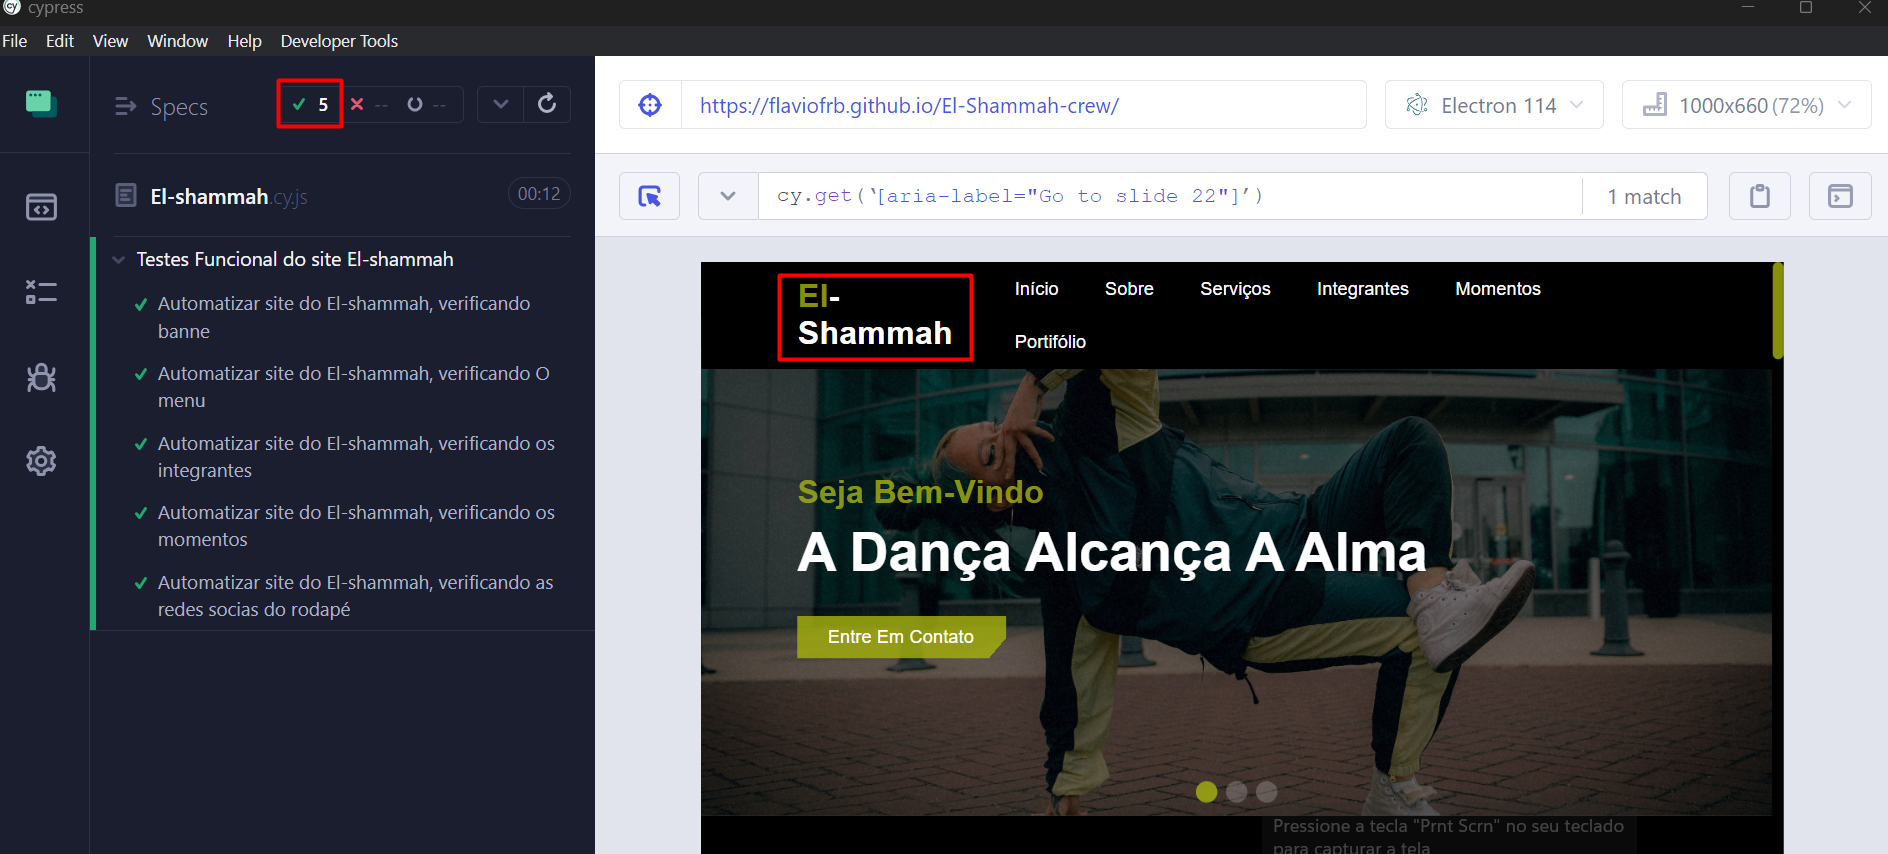 cypress
File Edit View Window Help Developer Tools
Specs
5 -- --
https://flaviofrb.github.io/El-Shammah-crew/
Electron 114
1000x660 (72%)
El-shammah.cy.js
00:12
cy.get(‘[aria-label="Go to slide 22"]’)
1 match
Testes Funcional do site El-shammah
Automatizar site do El-shammah, verificando
banne
Automatizar site do El-shammah, verificando O
menu
Automatizar site do El-shammah, verificando os
integrantes
Automatizar site do El-shammah, verificando os
momentos
Automatizar site do El-shammah, verificando as
redes socias do rodapé
El-
Shammah
Início Sobre Serviços Integrantes Momentos
Portifólio
Seja Bem-Vindo
A Dança Alcança A Alma
Entre Em Contato
Pressione a tecla "Prnt Scrn" no seu teclado
para capturar a tela